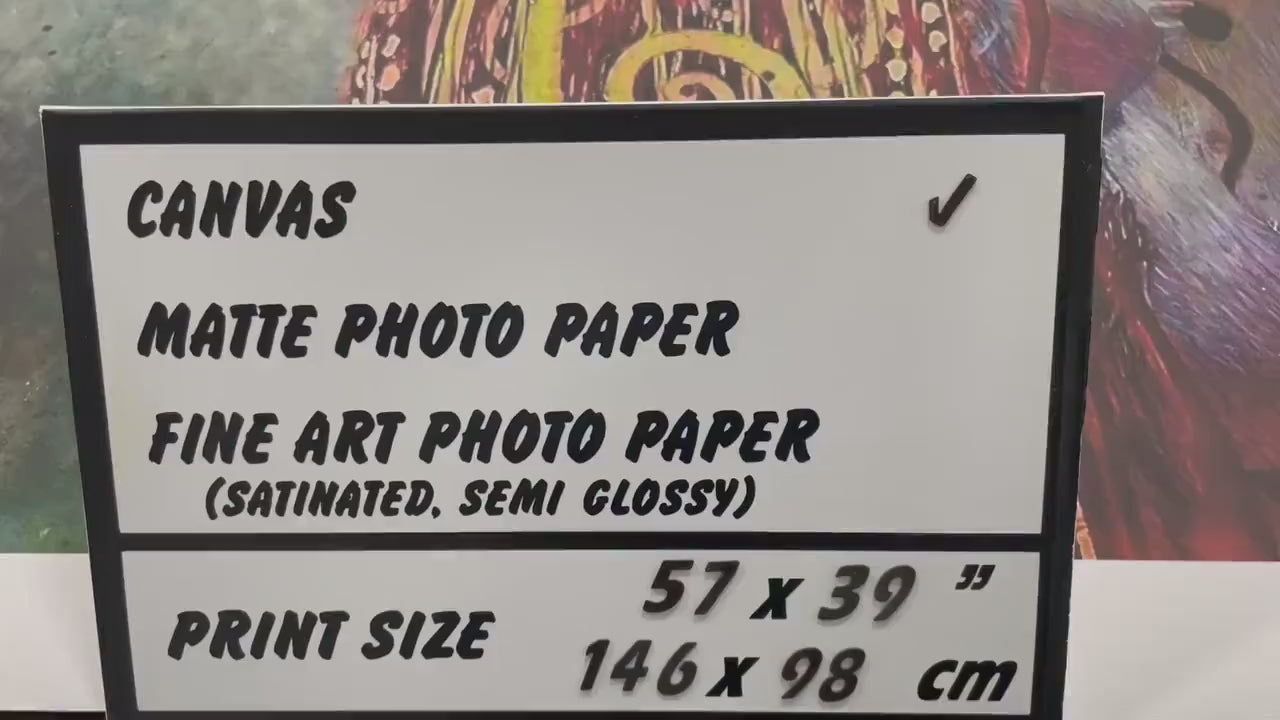 CANVAS ✓
MATTE PHOTO PAPER
FINE ART PHOTO PAPER
(SATINATED, SEMI GLOSSY)
PRINT SIZE
57 x 39 ”
146 x 98 cm